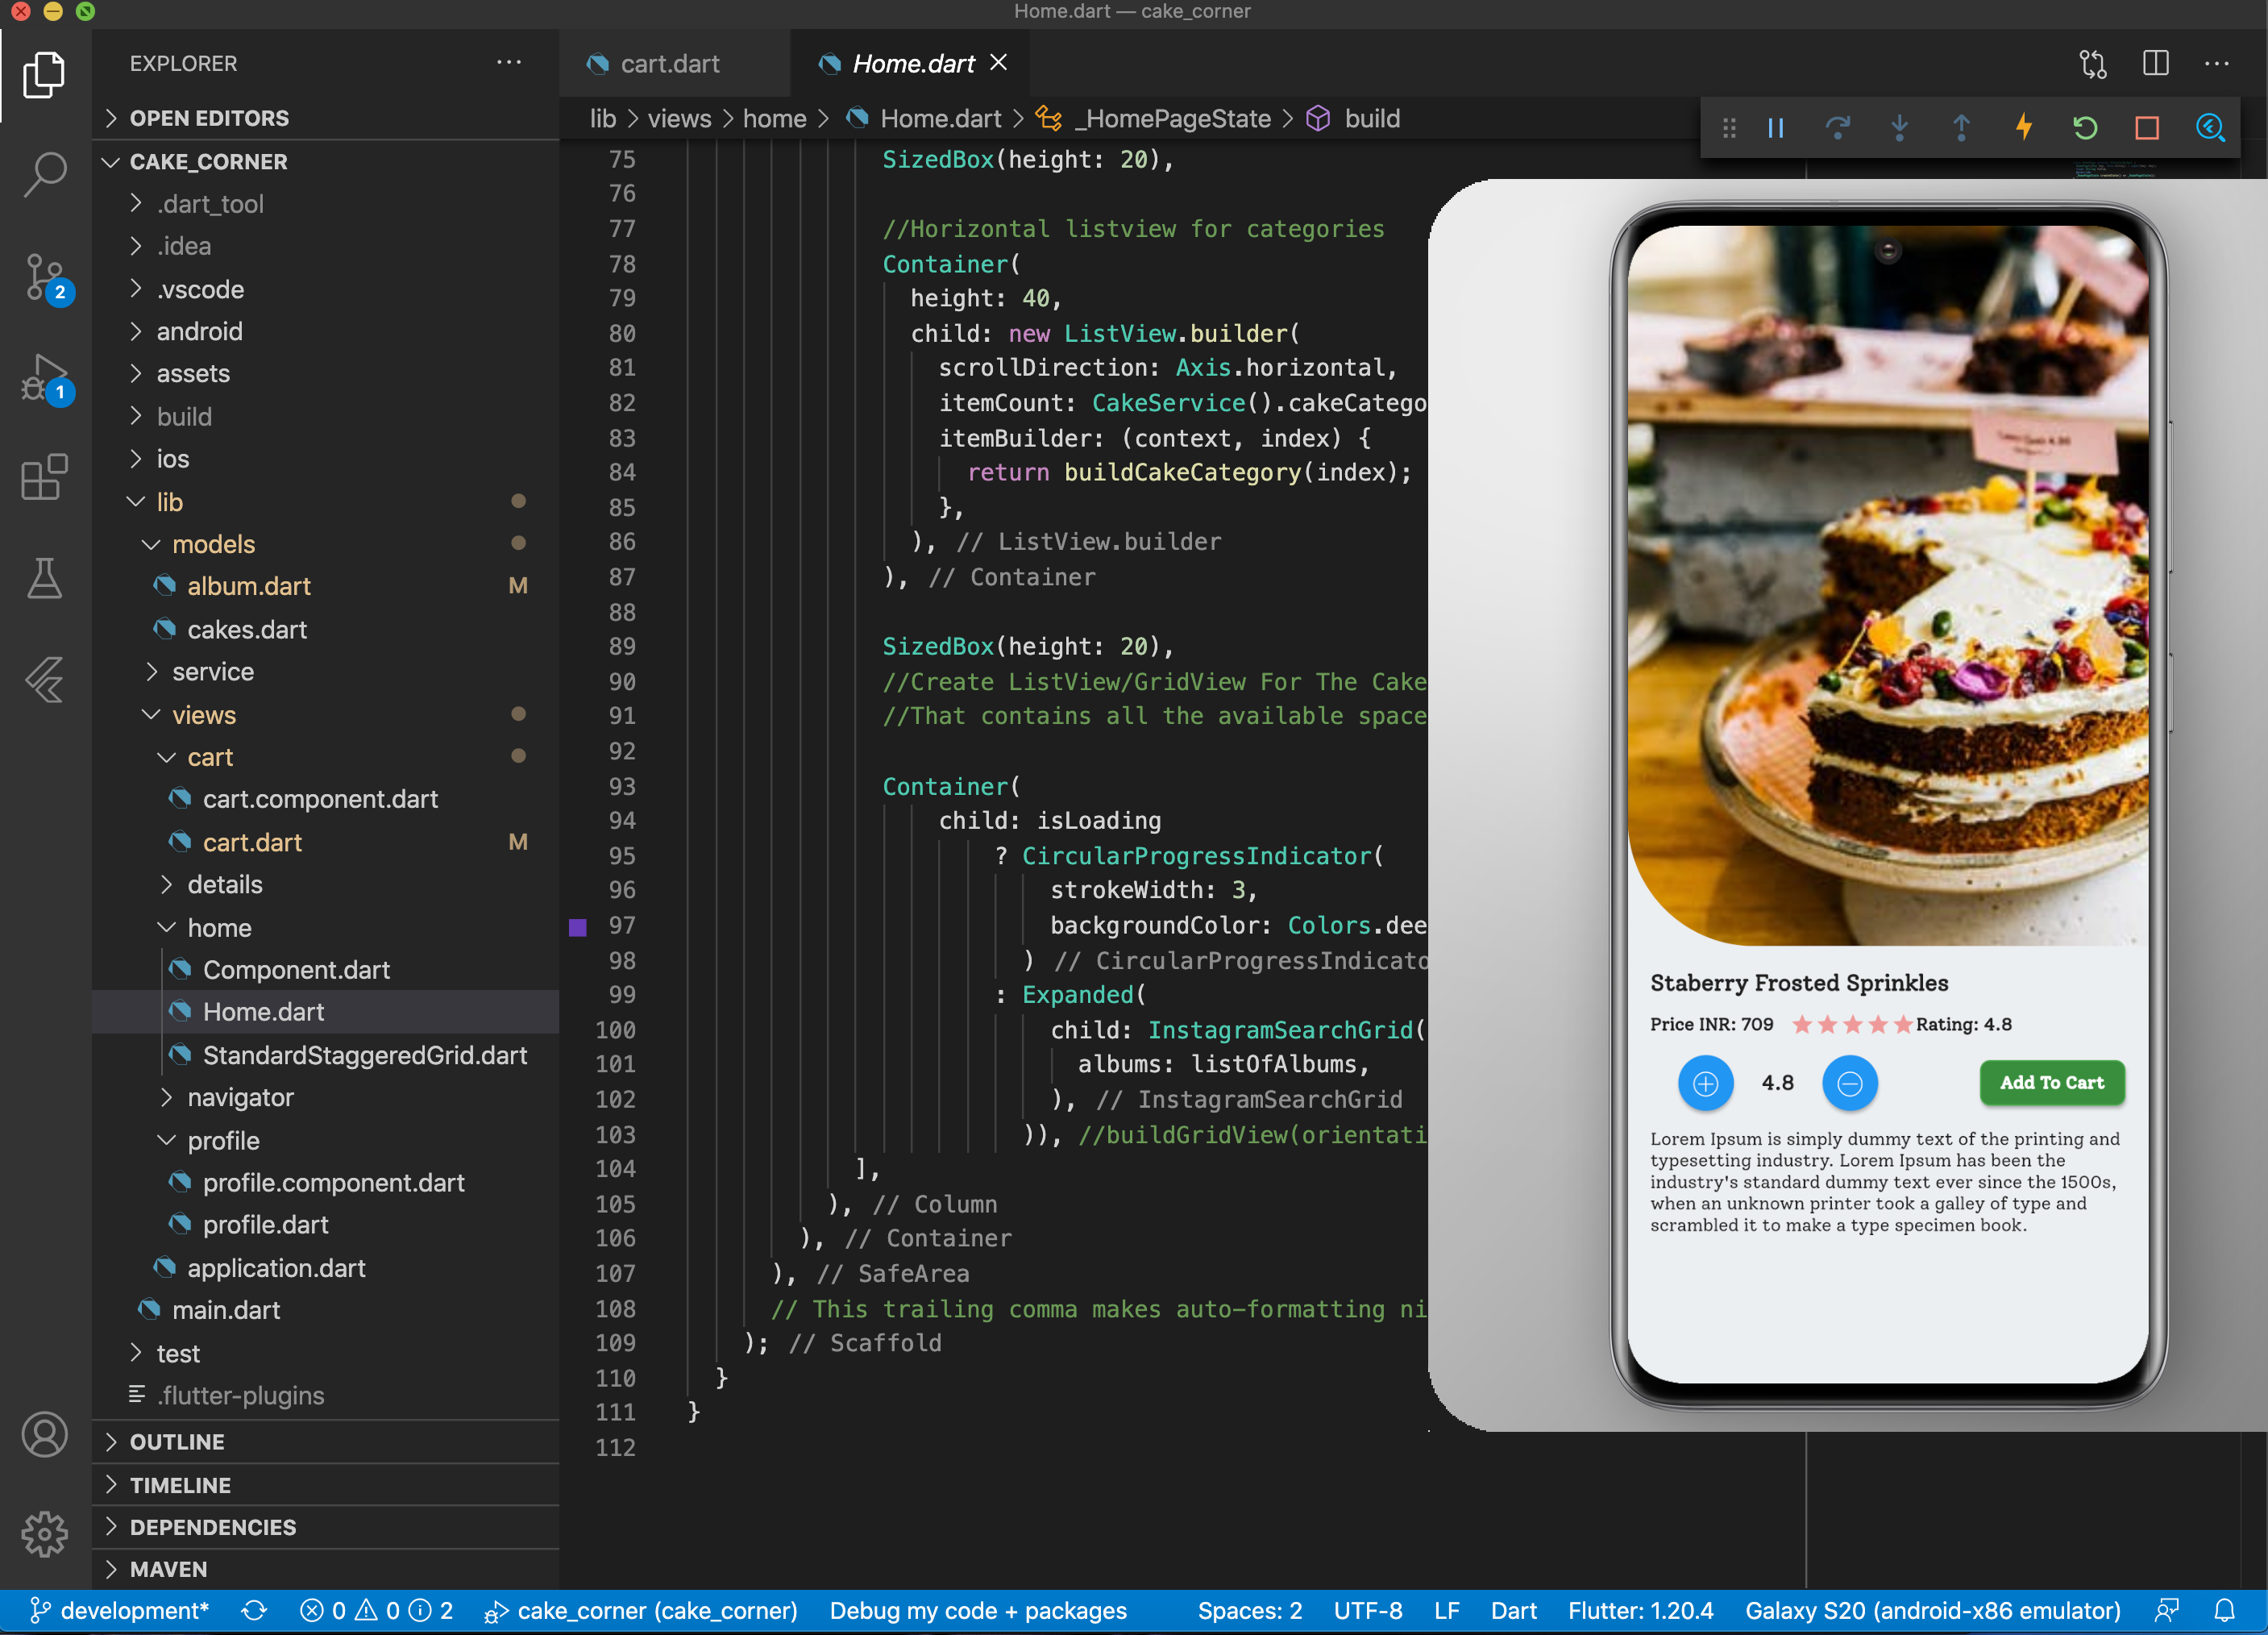 Home.dart — cake_corner
EXPLORER
OPEN EDITORS
CAKE_CORNER
.dart_tool
.idea
.vscode
android
assets
build
ios
lib
models
album.dart M
cakes.dart
service
views
cart
cart.component.dart
cart.dart M
details
home
Component.dart
Home.dart
StandardStaggeredGrid.dart
navigator
profile
profile.component.dart
profile.dart
application.dart
main.dart
test
.flutter-plugins
OUTLINE
TIMELINE
DEPENDENCIES
MAVEN
2
1
cart.dart
Home.dart
lib > views > home > Home.dart > _HomePageState > build
75 SizedBox(height: 20),
76
77 //Horizontal listview for categories
78 Container(
79 height: 40,
80 child: new ListView.builder(
81 scrollDirection: Axis.horizontal,
82 itemCount: CakeService().cakeCatego
83 itemBuilder: (context, index) {
84 return buildCakeCategory(index);
85 },
86 ), // ListView.builder
87 ), // Container
88
89 SizedBox(height: 20),
90 //Create ListView/GridView For The Cake
91 //That contains all the available space
92
93 Container(
94 child: isLoading
95 ? CircularProgressIndicator(
96 strokeWidth: 3,
97 backgroundColor: Colors.dee
98 ) // CircularProgressIndicato
99 : Expanded(
100 child: InstagramSearchGrid(
101 albums: listOfAlbums,
102 ), // InstagramSearchGrid
103 )), //buildGridView(orientati
104 ],
105 ), // Column
106 ), // Container
107 ), // SafeArea
108 // This trailing comma makes auto-formatting ni
109 ); // Scaffold
110 }
111 }
112
Staberry Frosted Sprinkles
Price INR: 709 Rating: 4.8
4.8 Add To Cart
Lorem Ipsum is simply dummy text of the printing and
typesetting industry. Lorem Ipsum has been the
industry's standard dummy text ever since the 1500s,
when an unknown printer took a galley of type and
scrambled it to make a type specimen book.
development* 0 0 2 cake_corner (cake_corner) Debug my code + packages Spaces: 2 UTF-8 LF Dart Flutter: 1.20.4 Galaxy S20 (android-x86 emulator)